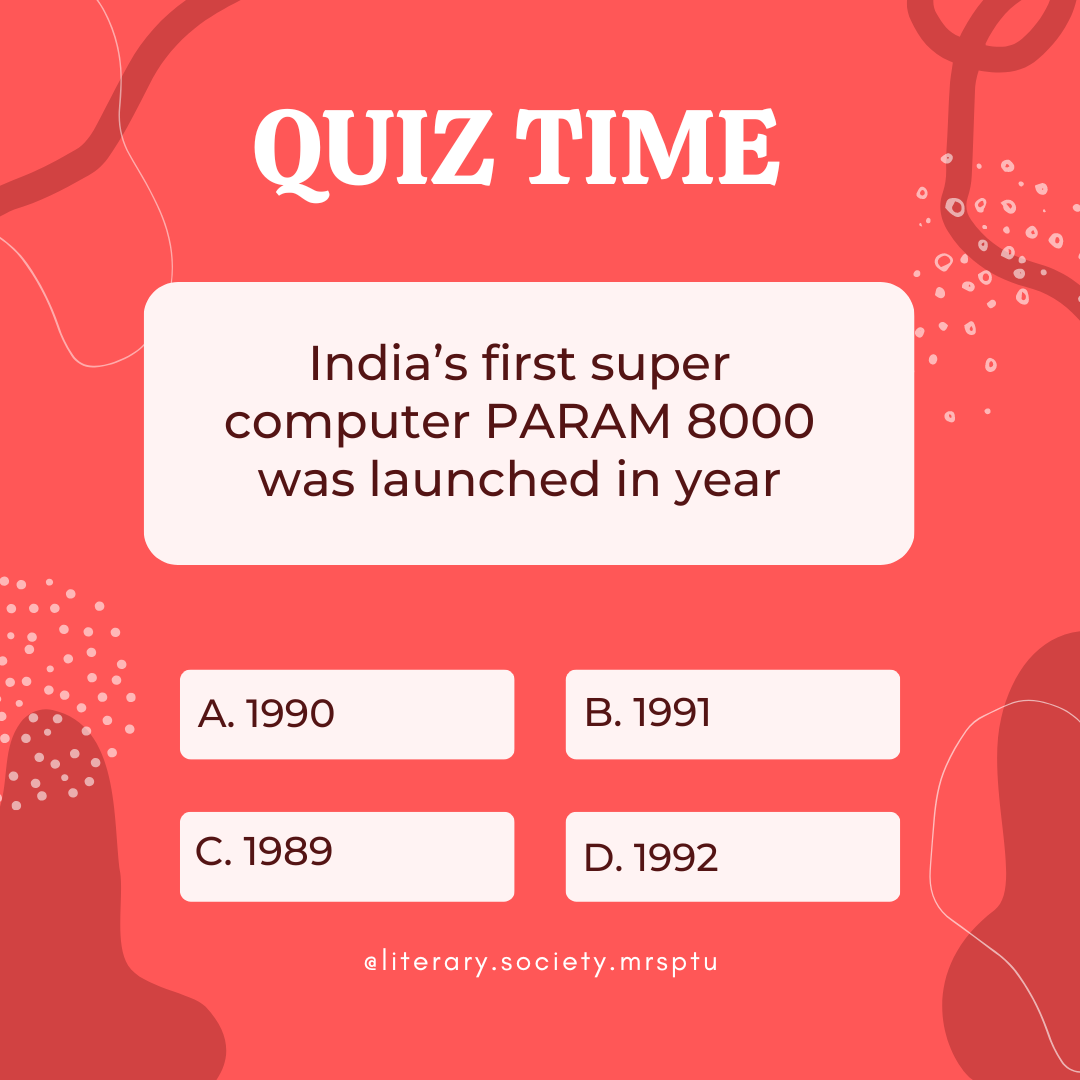 QUIZ TIME
India’s first super
computer PARAM 8000
was launched in year
A. 1990
B. 1991
C. 1989
D. 1992
@literary.society.mrsptu